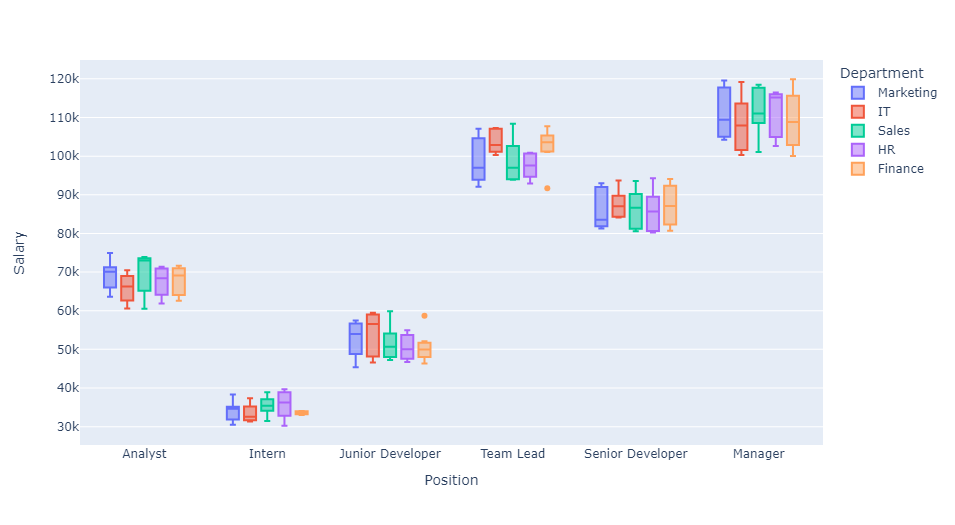 120k
110k
100k
90k
80k
70k
60k
50k
40k
30k
Salary
Analyst
Intern
Junior Developer
Team Lead
Senior Developer
Manager
Position
Department
Marketing
IT
Sales
HR
Finance